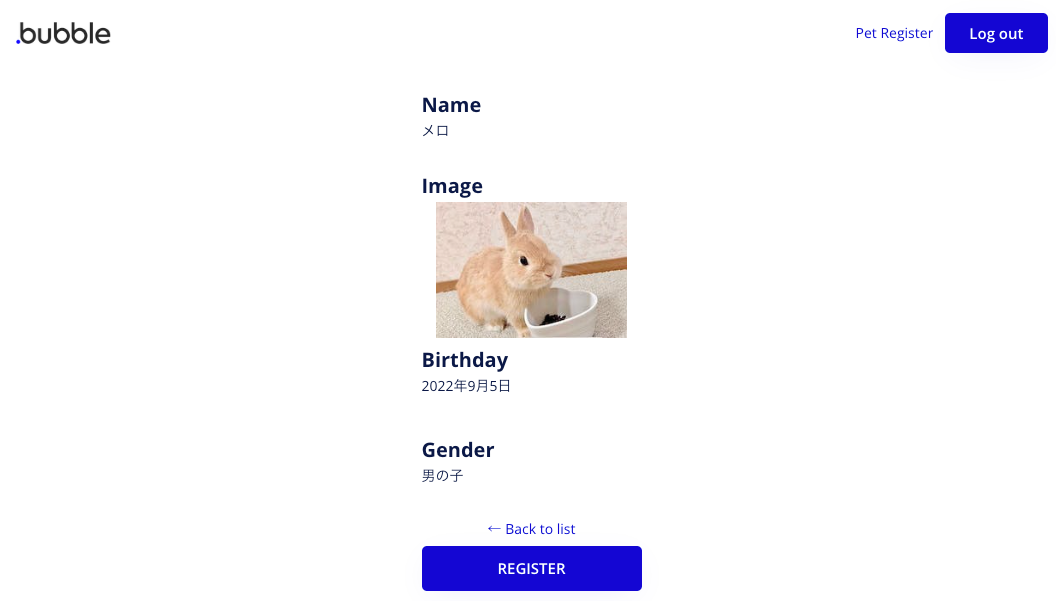 .bubble
Pet Register
Log out
Name
メロ
Image
Birthday
2022年9月5日
Gender
男の子
← Back to list
REGISTER